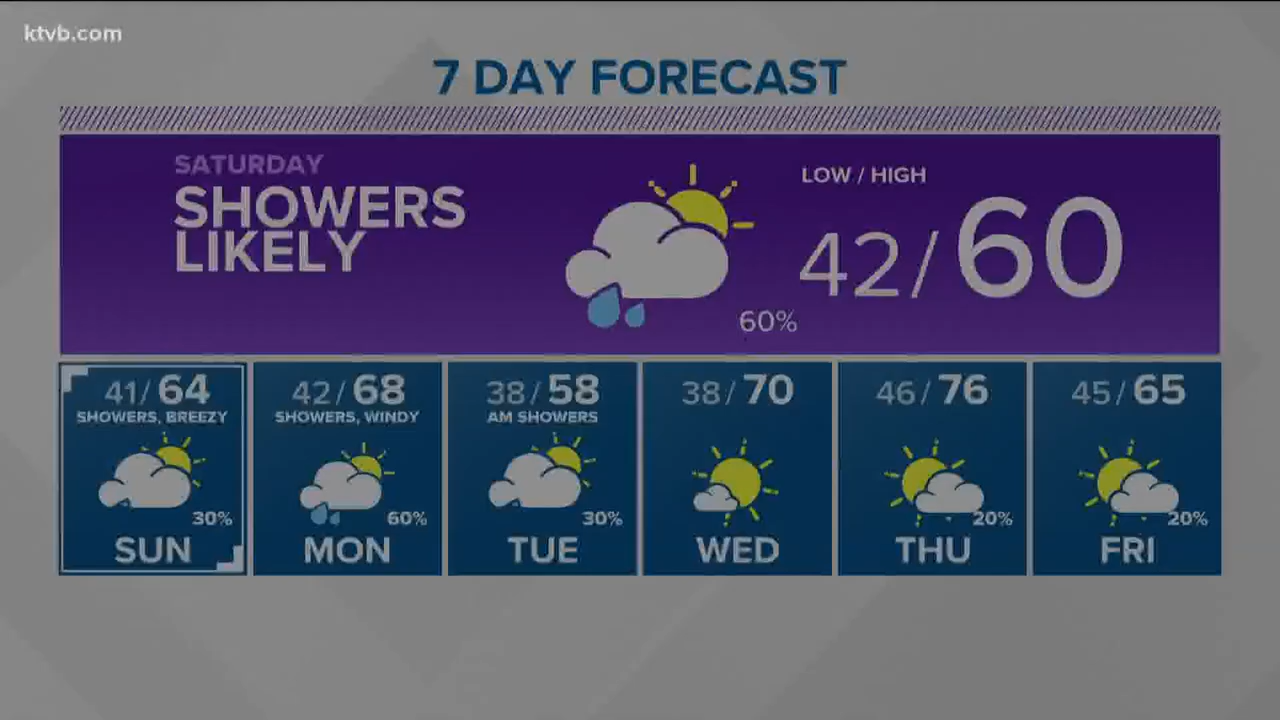 ktvb.com
7 DAY FORECAST
SATURDAY
SHOWERS
LIKELY
LOW / HIGH
42/60
60%
41/64
SHOWERS, BREEZY
30%
SUN
42/68
SHOWERS, WINDY
60%
MON
38/58
AM SHOWERS
30%
TUE
38/70
WED
46/76
20%
THU
45/65
20%
FRI